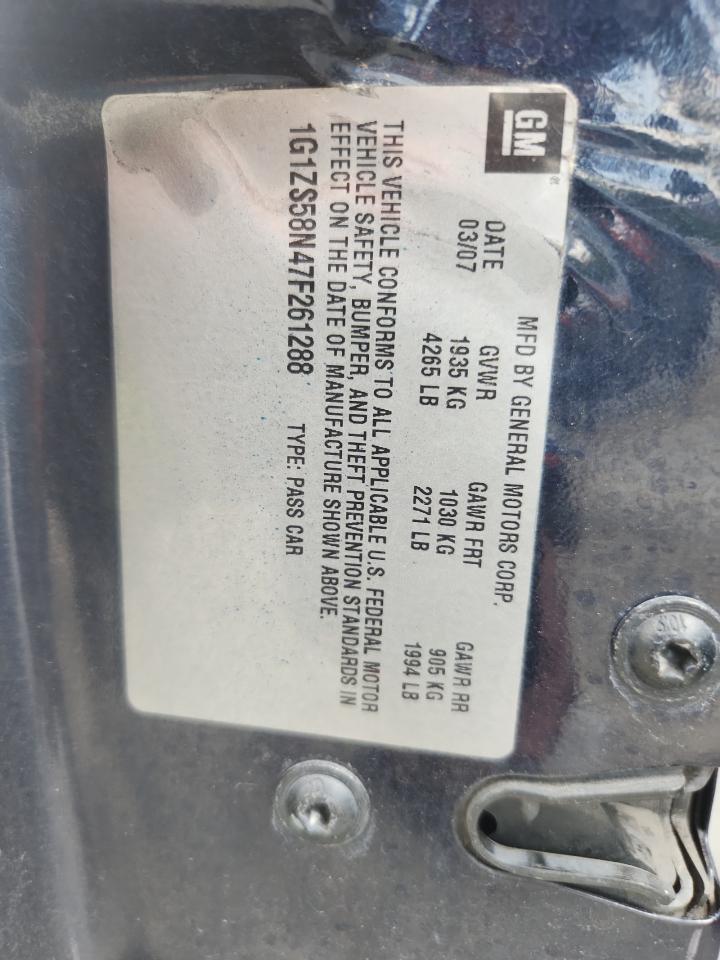 GM
MFD BY GENERAL MOTORS CORP.
DATE GVWR GAWR FRT GAWR RR
03/07 1935 KG 1030 KG 905 KG
4265 LB 2271 LB 1994 LB
THIS VEHICLE CONFORMS TO ALL APPLICABLE U.S. FEDERAL MOTOR
VEHICLE SAFETY, BUMPER, AND THEFT PREVENTION STANDARDS IN
EFFECT ON THE DATE OF MANUFACTURE SHOWN ABOVE.
1G1ZS58N47F261288 TYPE: PASS CAR